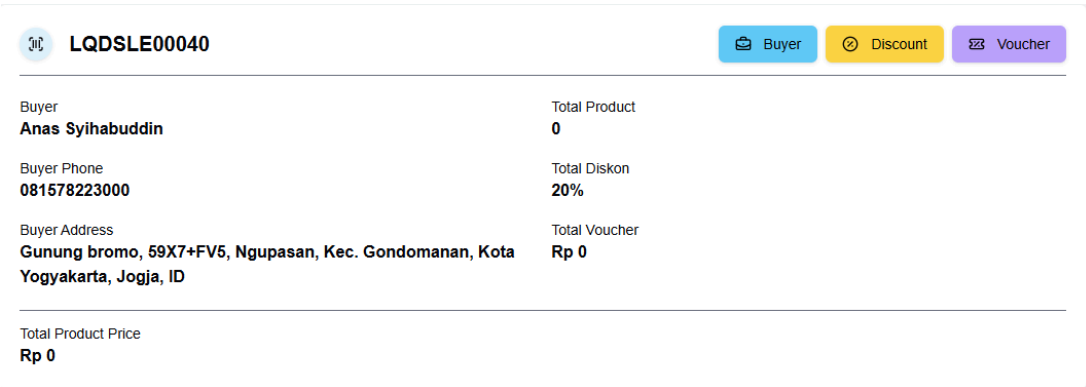 LQDSLE00040
Buyer
Discount
Voucher
Buyer
Anas Syihabuddin
Total Product
0
Buyer Phone
081578223000
Total Diskon
20%
Buyer Address
Gunung bromo, 59X7+FV5, Ngupasan, Kec. Gondomanan, Kota
Yogyakarta, Jogja, ID
Total Voucher
Rp 0
Total Product Price
Rp 0